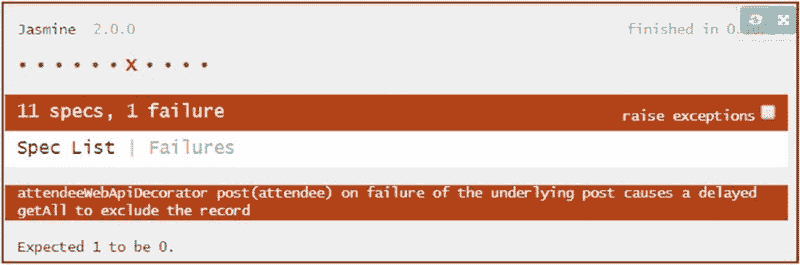 Jasmine 2.0.0 finished in 0.
• • • • • • x • • • •
11 specs, 1 failure raise exceptions
Spec List | Failures
attendeeWebApiDecorator post(attendee) on failure of the underlying post causes a delayed
getAll to exclude the record
Expected 1 to be 0.